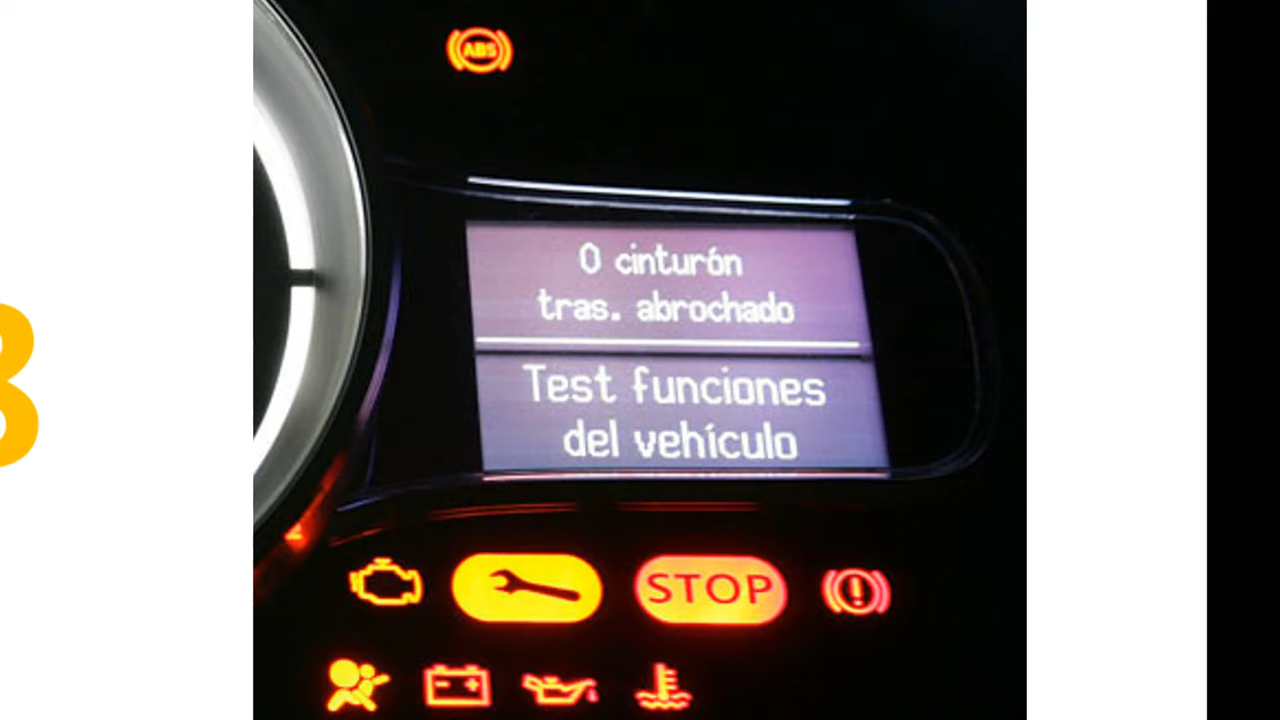 ABS
0 cinturón
tras. abrochado
Test funciones
del vehículo
STOP